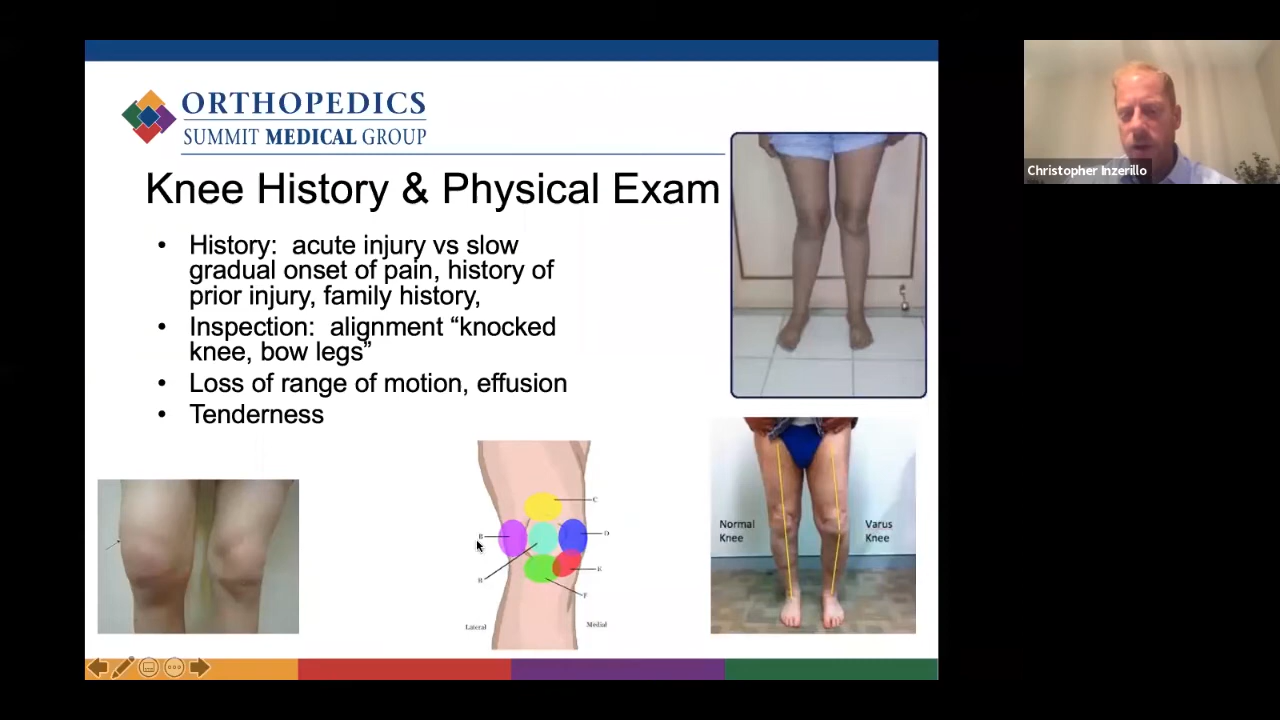 ORTHOPEDICS
SUMMIT MEDICAL GROUP
Knee History & Physical Exam
• History: acute injury vs slow
gradual onset of pain, history of
prior injury, family history,
• Inspection: alignment “knocked
knee, bow legs”
• Loss of range of motion, effusion
• Tenderness
C
B
D
E
B
F
Lateral
Medial
Normal
Knee
Varus
Knee
Christopher Inzerillo